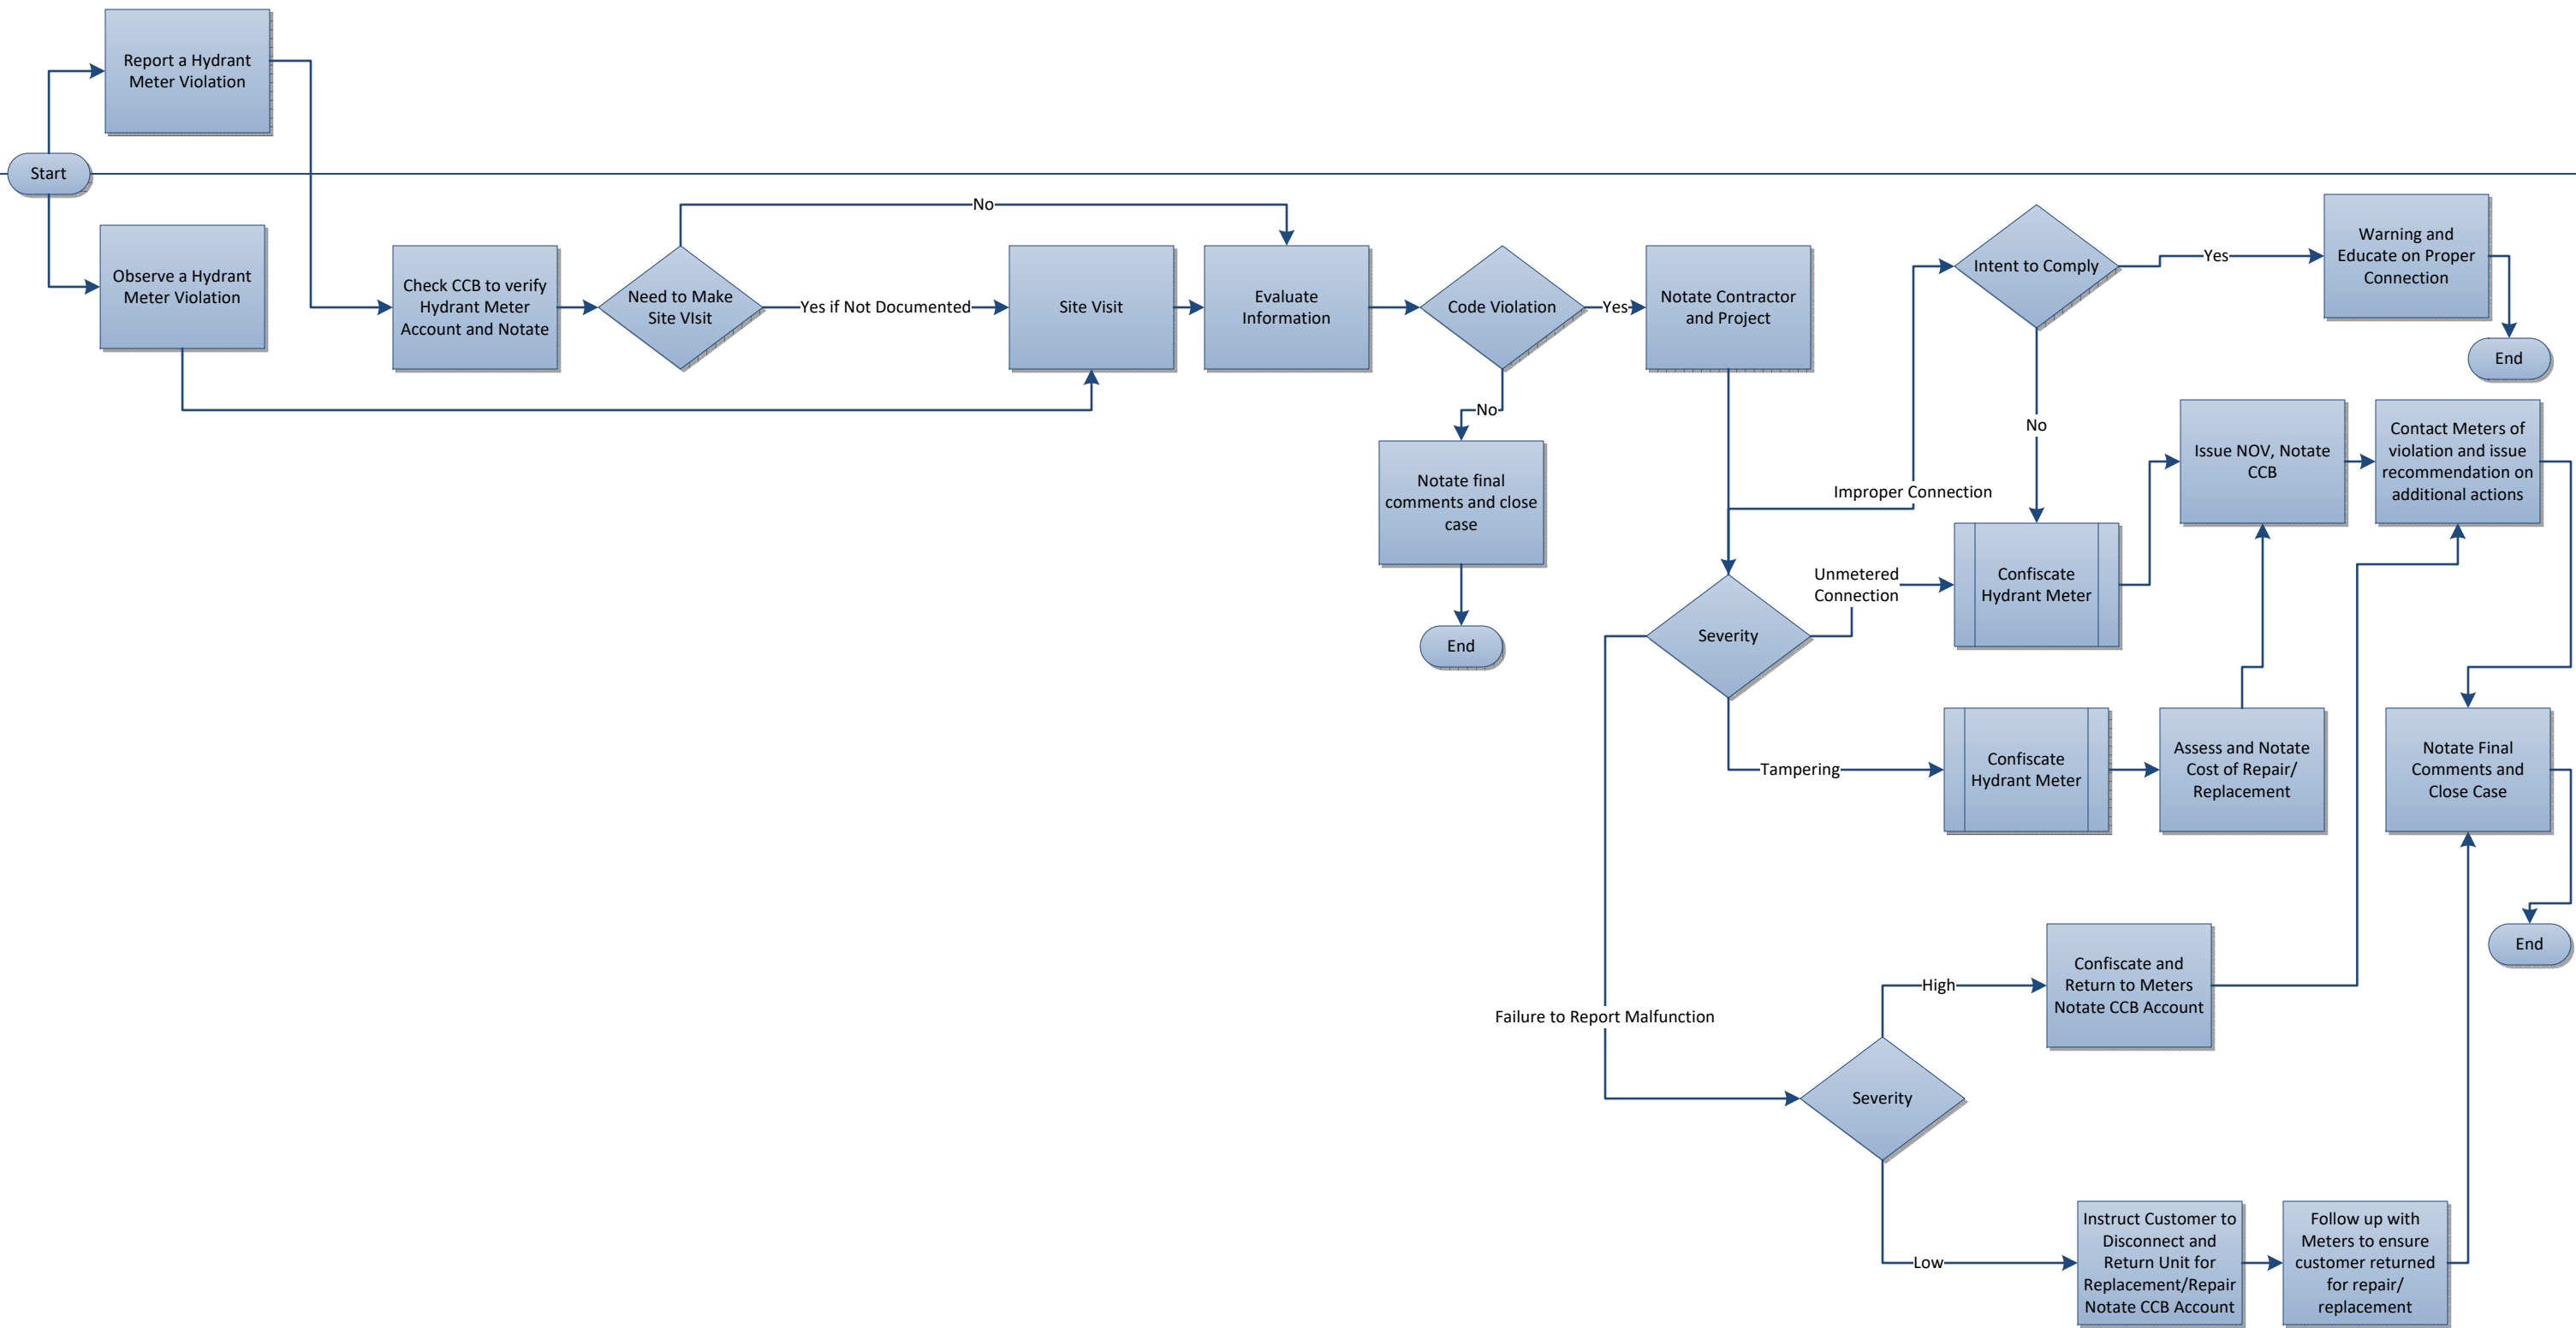 Report a Hydrant
Meter Violation
Start
Observe a Hydrant
Meter Violation
Check CCB to verify
Hydrant Meter
Account and Notate
Need to Make
Site VIsit
No
Yes if Not Documented
Site Visit
Evaluate
Information
Code Violation
Yes
No
Notate final
comments and close
case
End
Notate Contractor
and Project
Improper Connection
Intent to Comply
Yes
Warning and
Educate on Proper
Connection
End
No
Severity
Unmetered
Connection
Confiscate
Hydrant Meter
Issue NOV, Notate
CCB
Contact Meters of
violation and issue
recommendation on
additional actions
Tampering
Confiscate
Hydrant Meter
Assess and Notate
Cost of Repair/
Replacement
Notate Final
Comments and
Close Case
End
Failure to Report Malfunction
Severity
High
Confiscate and
Return to Meters
Notate CCB Account
Low
Instruct Customer to
Disconnect and
Return Unit for
Replacement/Repair
Notate CCB Account
Follow up with
Meters to ensure
customer returned
for repair/
replacement